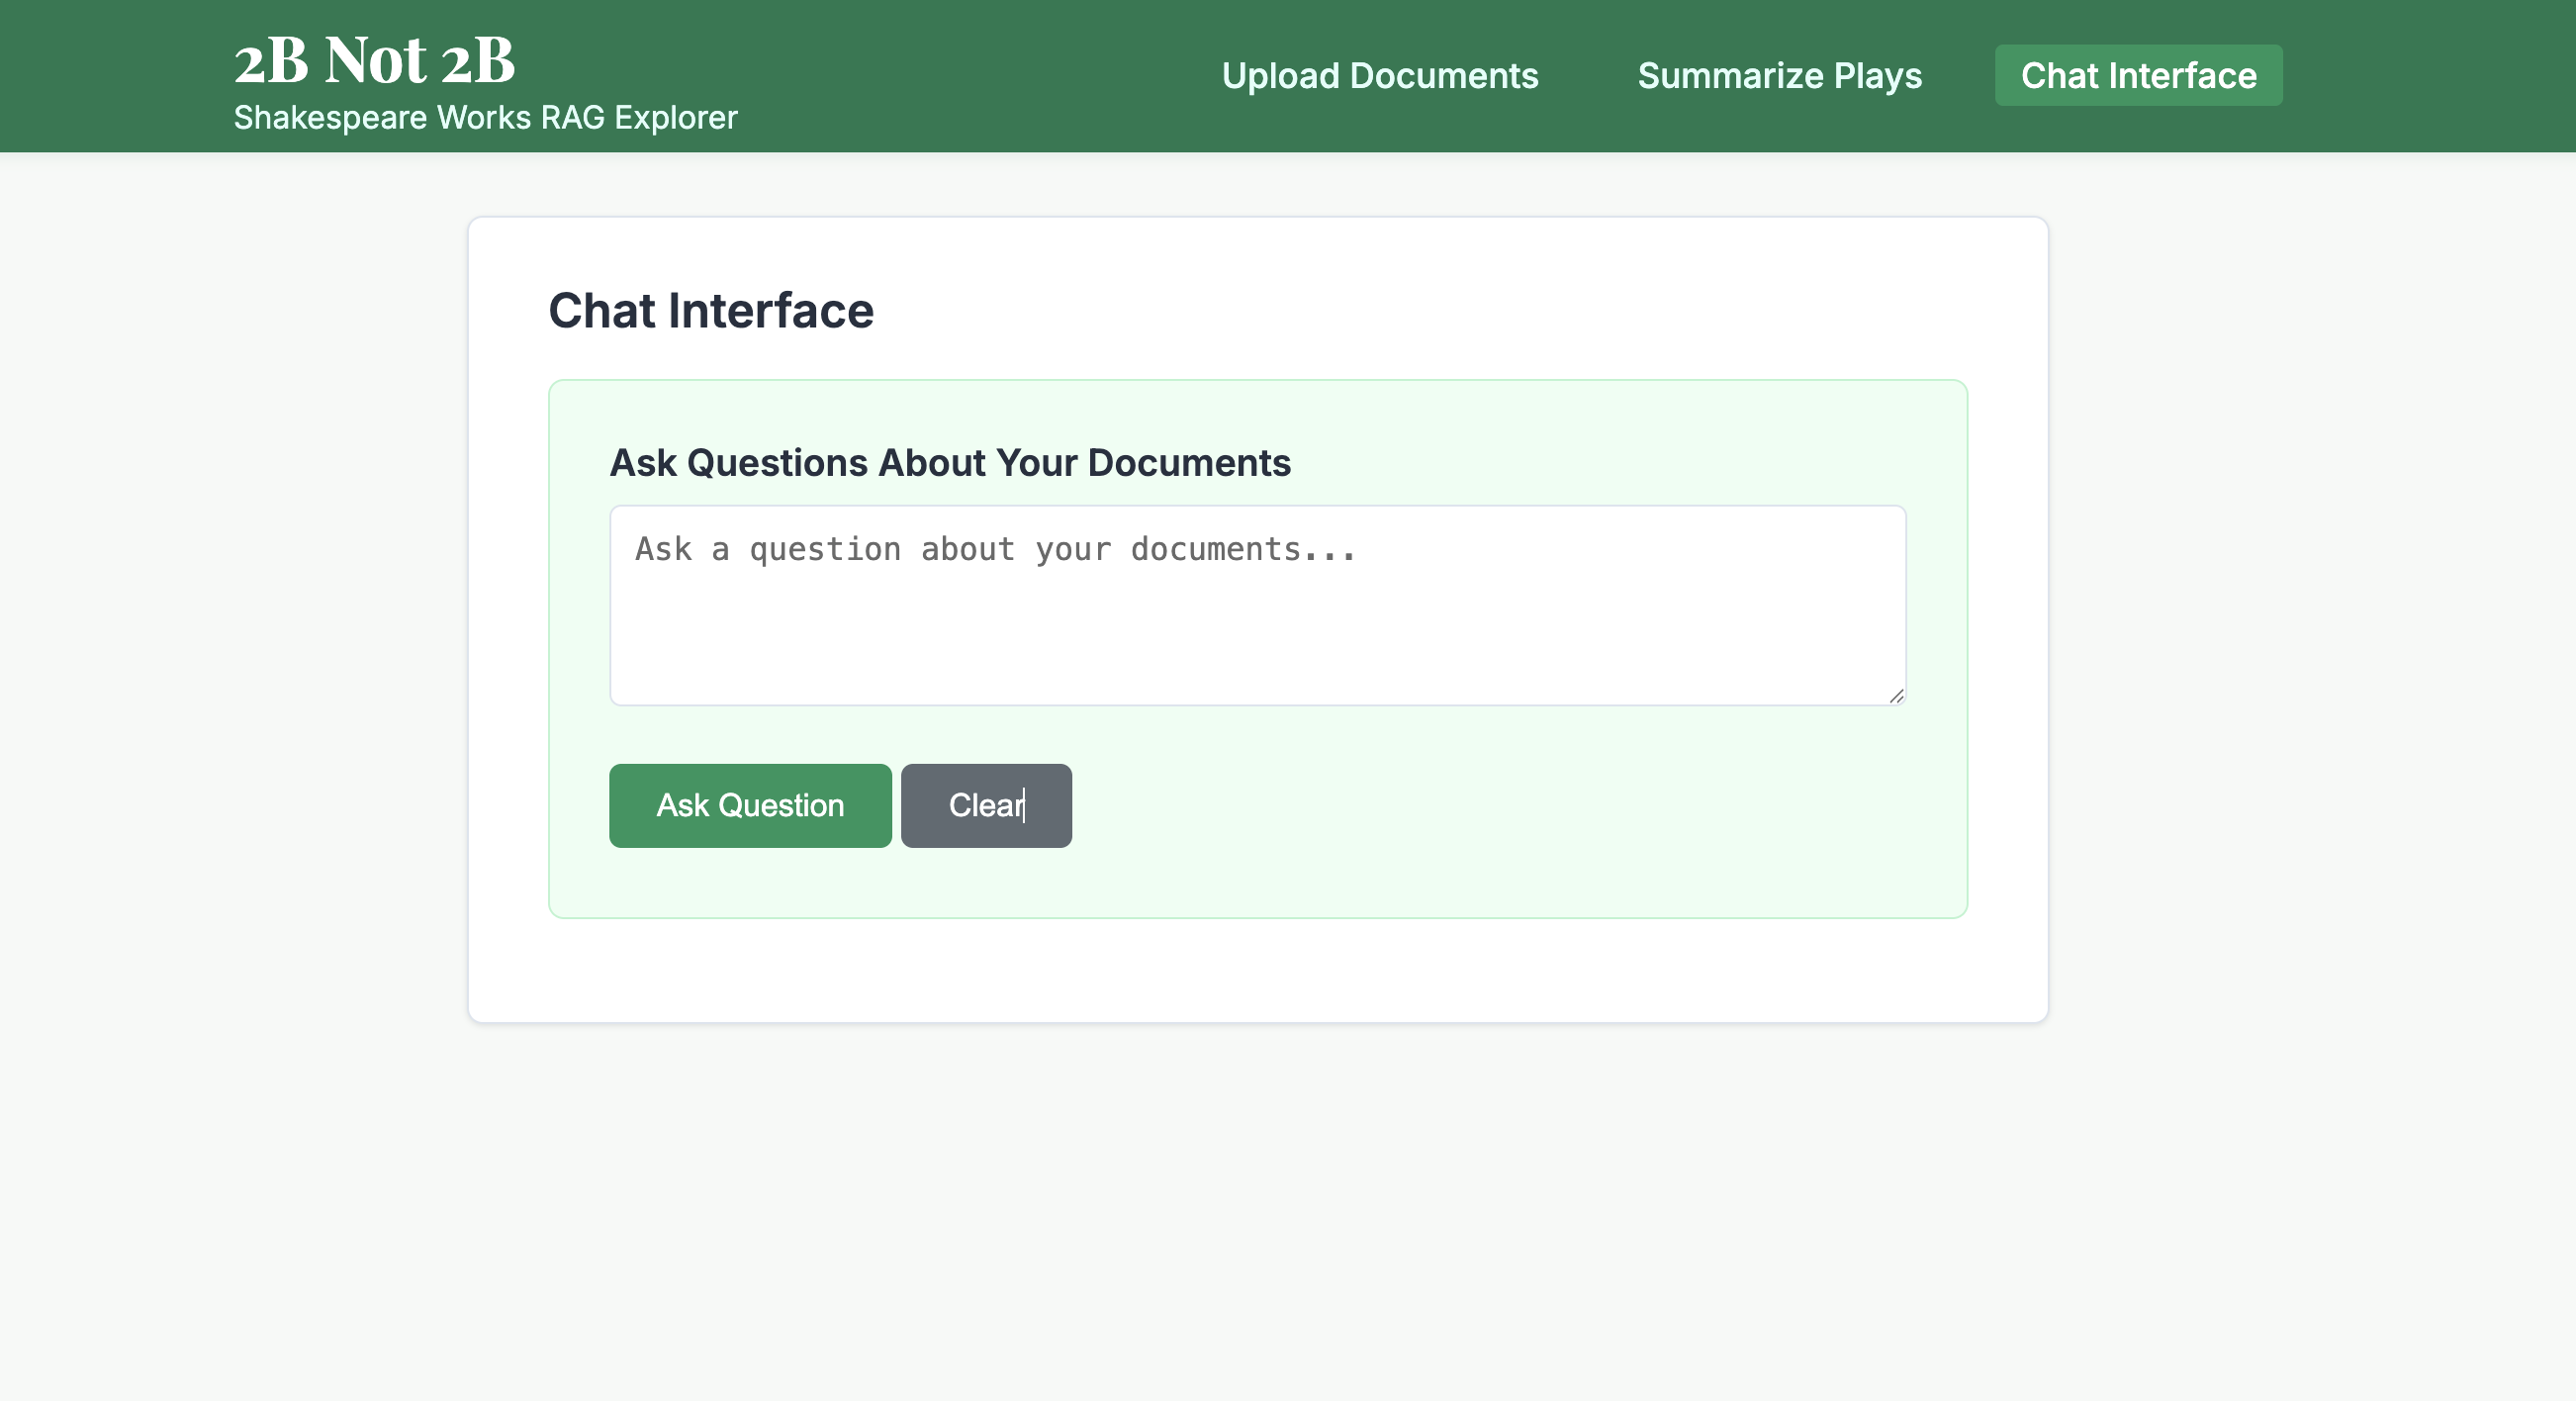 2B Not 2B
Shakespeare Works RAG Explorer
Upload Documents
Summarize Plays
Chat Interface
Chat Interface
Ask Questions About Your Documents
Ask a question about your documents...
Ask Question
Clear